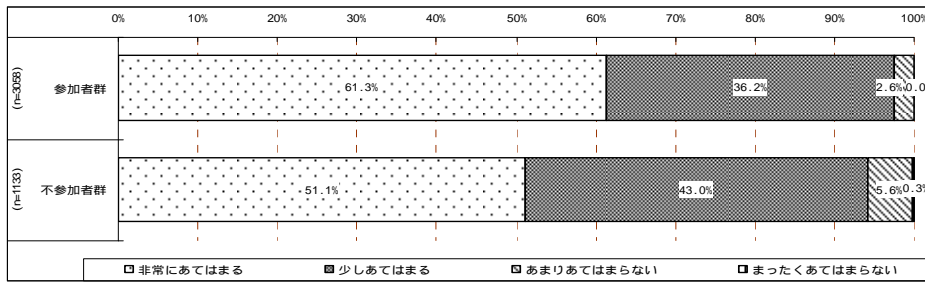 0% 10% 20% 30% 40% 50% 60% 70% 80% 90% 100%
(n=3058) 参加者群 61.3% 36.2% 2.6% 0.0
(n=1133) 不参加者群 51.1% 43.0% 5.6% 0.3%
非常にあてはまる 少しあてはまる あまりあてはまらない まったくあてはまらない